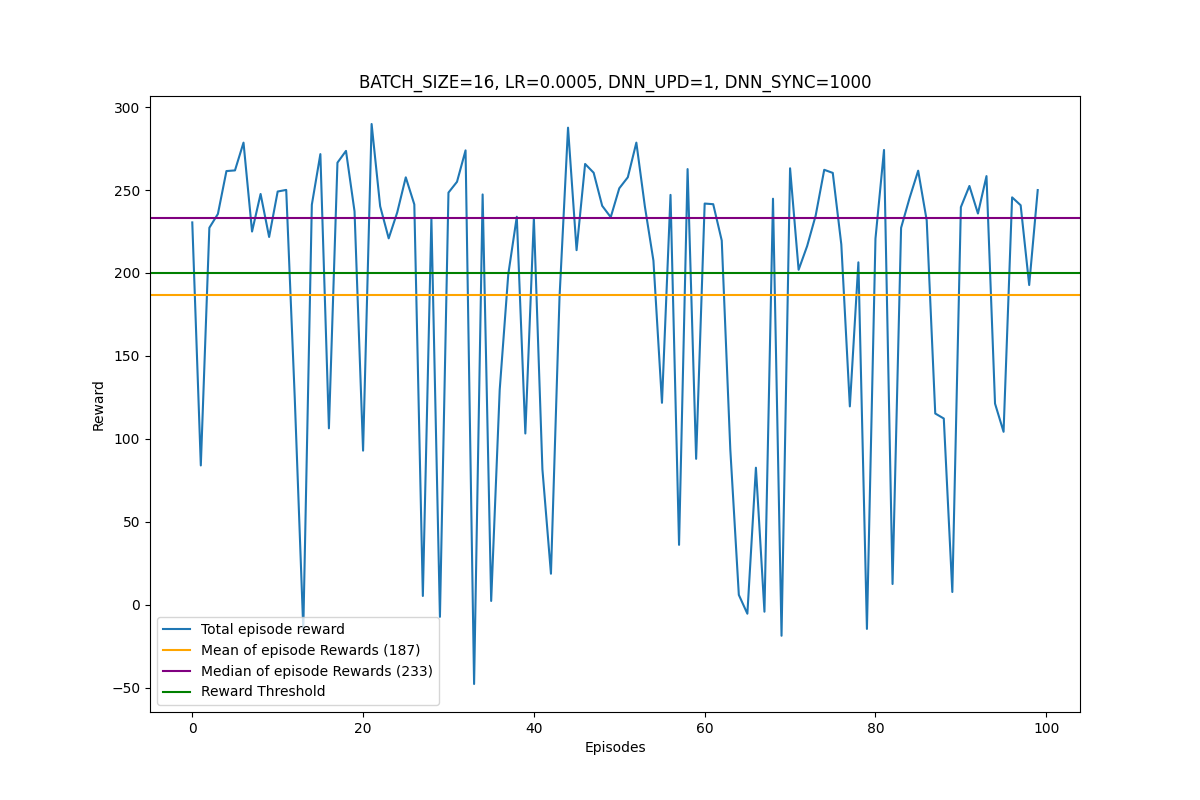 BATCH_SIZE=16, LR=0.0005, DNN_UPD=1, DNN_SYNC=1000
300
250
200
150
100
50
0
−50
Reward
Total episode reward
Mean of episode Rewards (187)
Median of episode Rewards (233)
Reward Threshold
0 20 40 60 80 100
Episodes